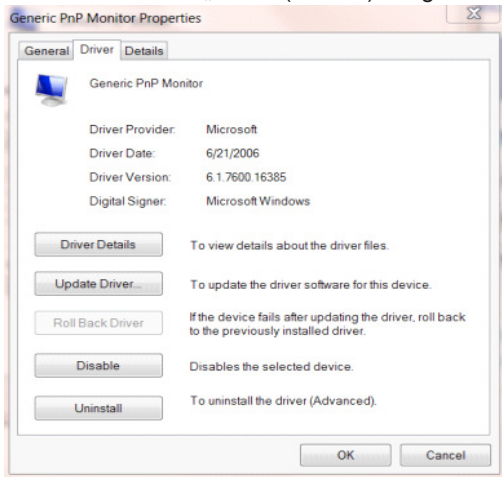 Generic PnP Monitor Properties
General Driver Details
Generic PnP Monitor
Driver Provider: Microsoft
Driver Date: 6/21/2006
Driver Version: 6.1.7600.16385
Digital Signer: Microsoft Windows
Driver Details To view details about the driver files.
Update Driver... To update the driver software for this device.
Roll Back Driver If the device fails after updating the driver, roll back
to the previously installed driver.
Disable Disables the selected device.
Uninstall To uninstall the driver (Advanced).
OK Cancel